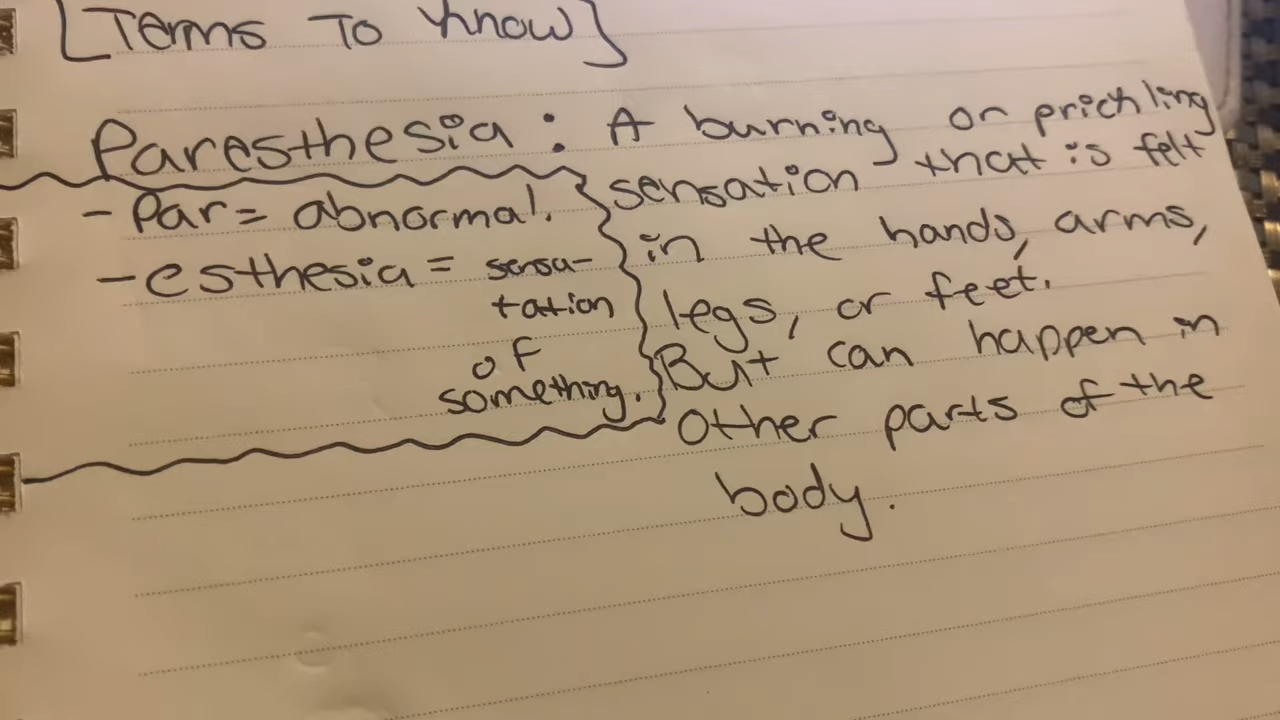 [Terms To Know]
Paresthesia: A burning or prichling
sensation that is felt
in the hands, arms,
legs, or feet.
But can happen in
other parts of the
body.
- Par = abnormal.
- esthesia = sensa-
tation
of
something.